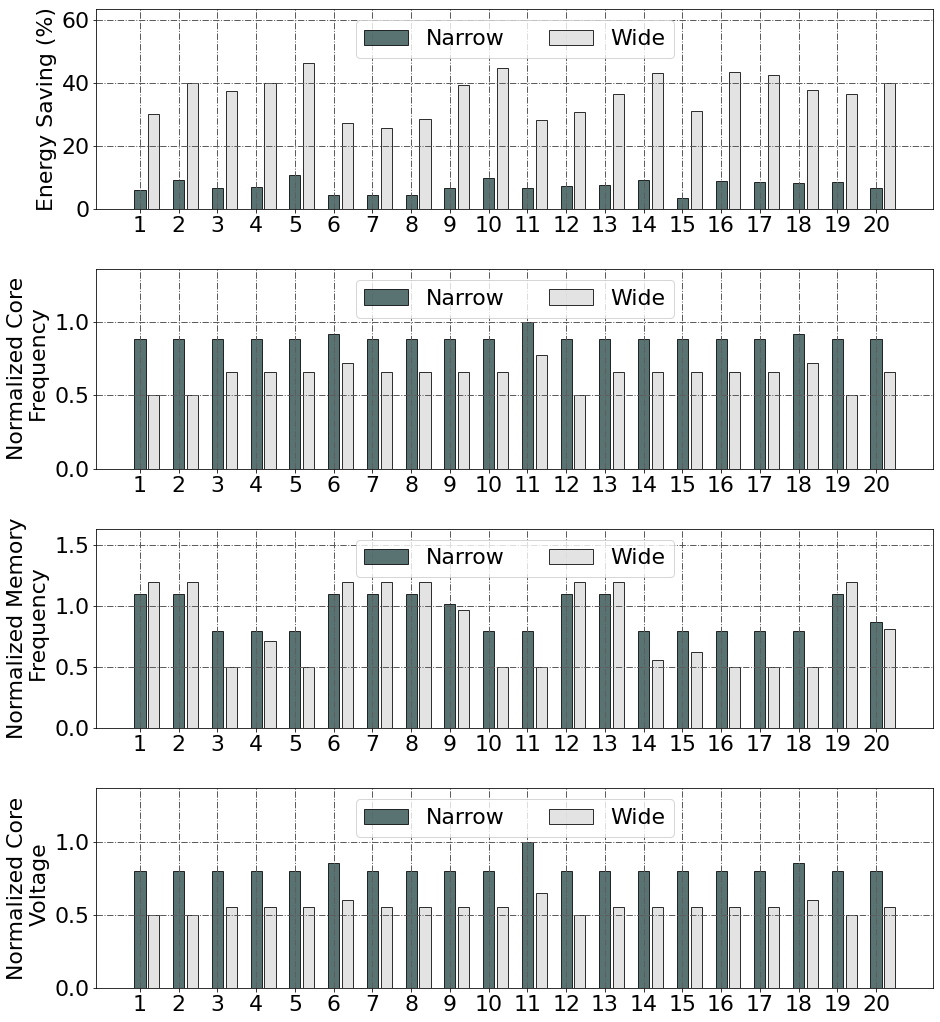 Energy Saving (%)
60
40
20
0
Narrow
Wide
1 2 3 4 5 6 7 8 9 10 11 12 13 14 15 16 17 18 19 20
Normalized Core
Frequency
1.0
0.5
0.0
Narrow
Wide
1 2 3 4 5 6 7 8 9 10 11 12 13 14 15 16 17 18 19 20
Normalized Memory
Frequency
1.5
1.0
0.5
0.0
Narrow
Wide
1 2 3 4 5 6 7 8 9 10 11 12 13 14 15 16 17 18 19 20
Normalized Core
Voltage
1.0
0.5
0.0
Narrow
Wide
1 2 3 4 5 6 7 8 9 10 11 12 13 14 15 16 17 18 19 20